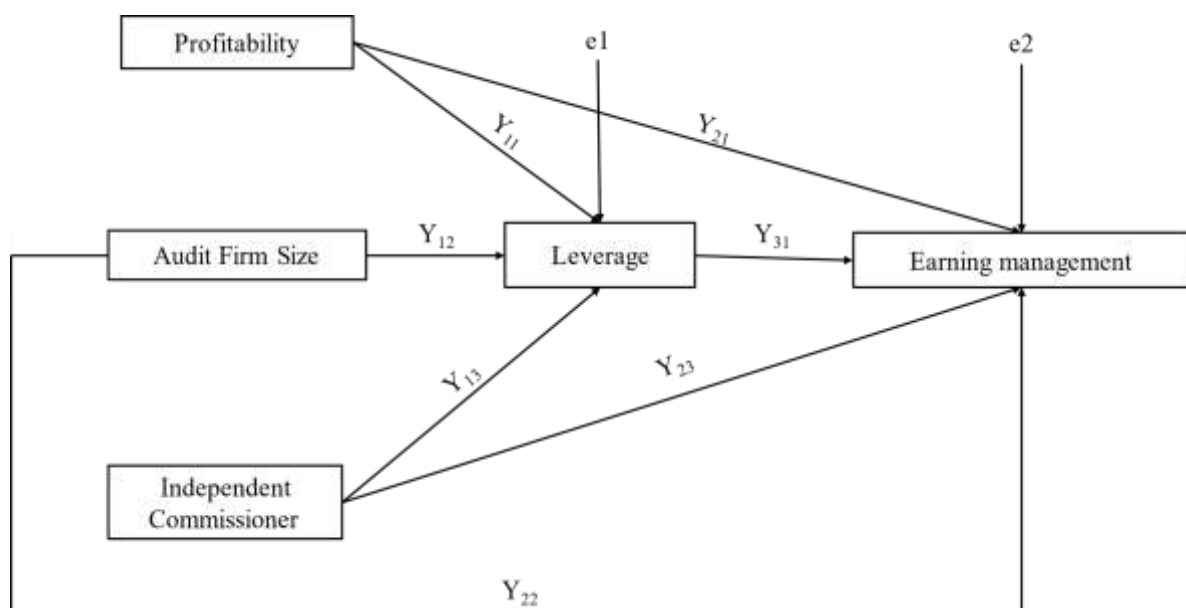 Profitability
e1
e2
Y11
Y21
Audit Firm Size
Y12
Leverage
Y31
Earning management
Y13
Y23
Independent
Commissioner
Y22